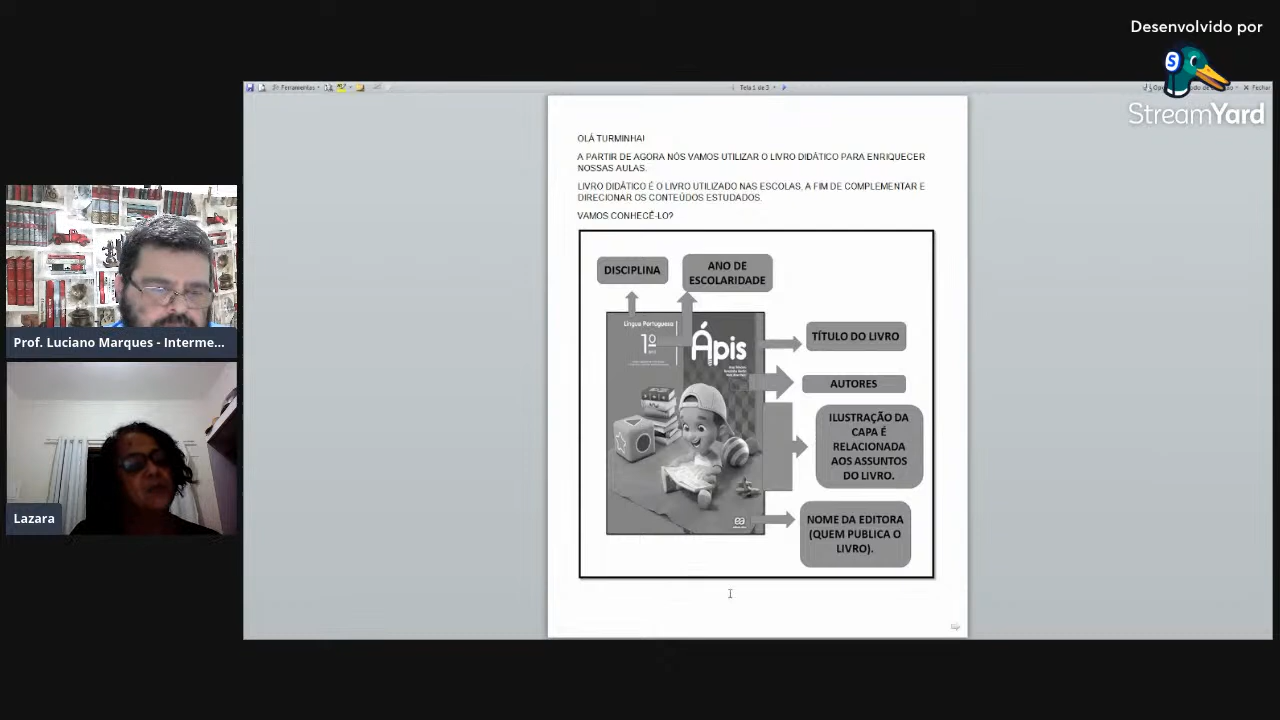 Desenvolvido por
StreamYard
Ferramentas
Tela 1 de 3
Fechar
OLÁ TURMINHA!
A PARTIR DE AGORA NÓS VAMOS UTILIZAR O LIVRO DIDÁTICO PARA ENRIQUECER
NOSSAS AULAS.
LIVRO DIDÁTICO É O LIVRO UTILIZADO NAS ESCOLAS, A FIM DE COMPLEMENTAR E
DIRECIONAR OS CONTEÚDOS ESTUDADOS.
VAMOS CONHECÊ-LO?
DISCIPLINA
ANO DE
ESCOLARIDADE
Língua Portuguesa
1º
Ápis
TÍTULO DO LIVRO
AUTORES
ILUSTRAÇÃO DA
CAPA É
RELACIONADA
AOS ASSUNTOS
DO LIVRO.
NOME DA EDITORA
(QUEM PUBLICA O
LIVRO).
Prof. Luciano Marques - Interme...
Lazara